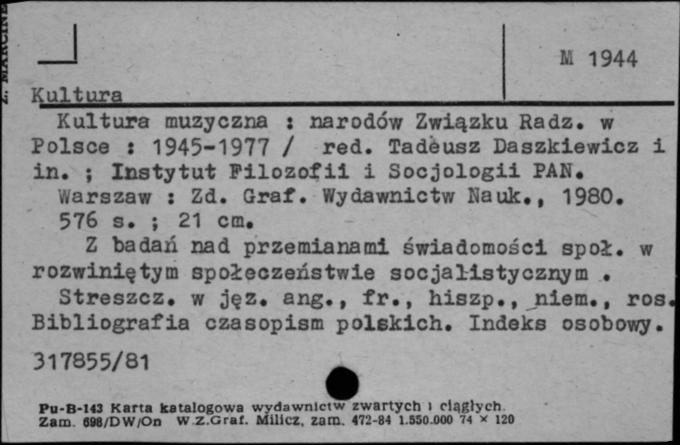 Z. MARCINE
M 1944
Kultura
Kultura muzyczna : narodów Związku Radz. w
Polsce : 1945-1977 / red. Tadeusz Daszkiewicz i
in. ; Instytut Filozofii i Socjologii PAN.
Warszaw : Zd. Graf. Wydawnictw Nauk., 1980.
576 s. ; 21 cm.
Z badań nad przemianami świadomości społ. w
rozwiniętym społeczeństwie socjalistycznym .
Streszcz. w jęz. ang., fr., hiszp., niem., ros.
Bibliografia czasopism polskich. Indeks osobowy.
317855/81
Pu-B-143 Karta katalogowa wydawnictw zwartych i ciągłych.
Zam. 698/DW/On W.Z.Graf. Milicz, zam. 472-84 1.550.000 74 × 120